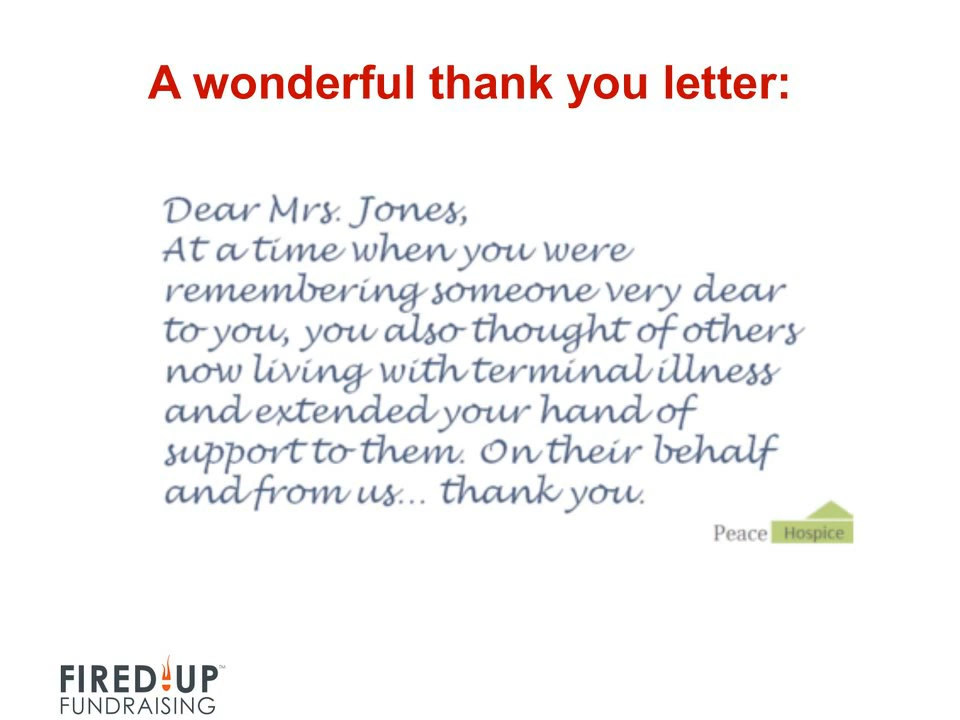 A wonderful thank you letter:
Dear Mrs. Jones,
At a time when you were
remembering someone very dear
to you, you also thought of others
now living with terminal illness
and extended your hand of
support to them. On their behalf
and from us... thank you.
Peace Hospice
FIRED UP™
FUNDRAISING